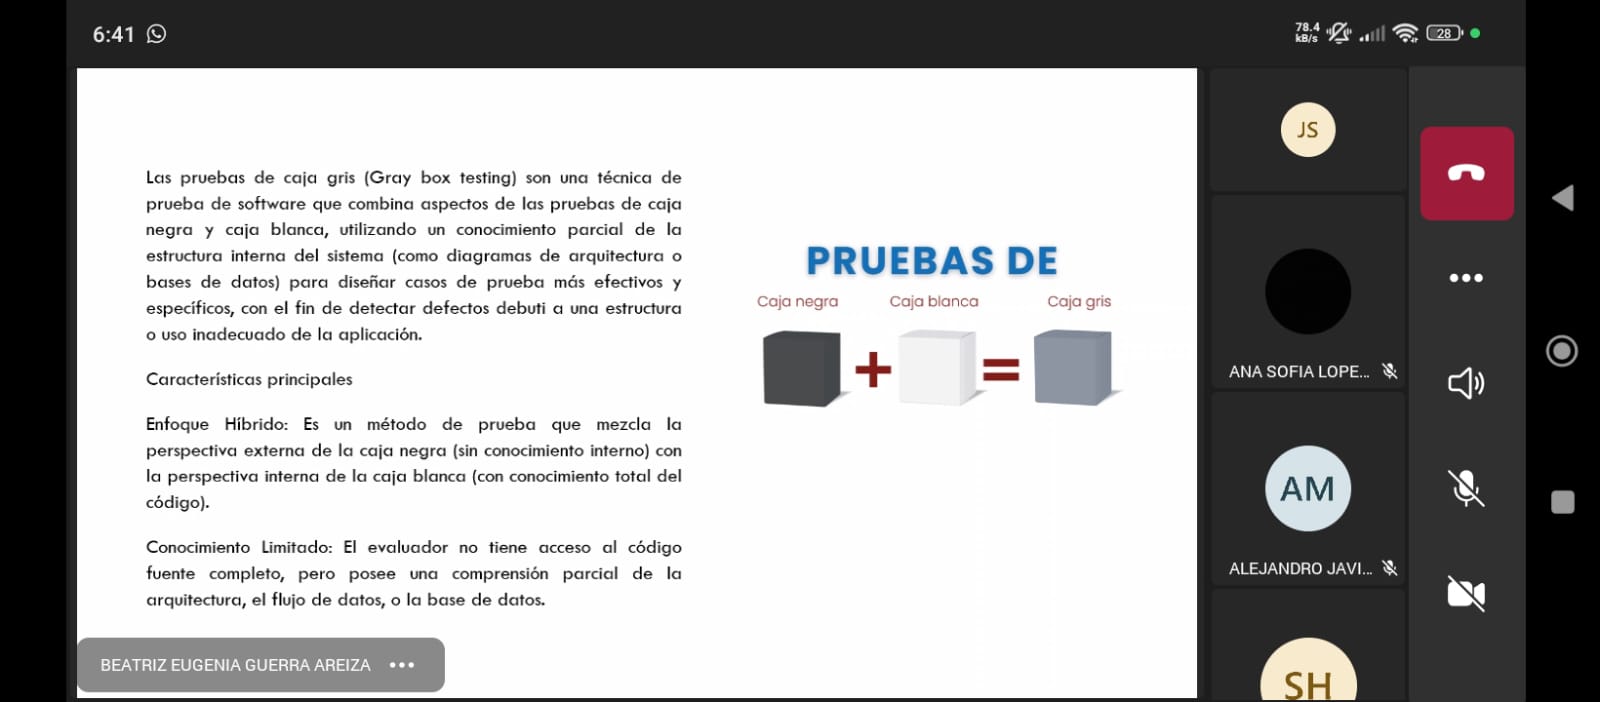 6:41
78.4
kB/s
28
Las pruebas de caja gris (Gray box testing) son una técnica de
prueba de software que combina aspectos de las pruebas de caja
negra y caja blanca, utilizando un conocimiento parcial de la
estructura interna del sistema (como diagramas de arquitectura o
bases de datos) para diseñar casos de prueba más efectivos y
específicos, con el fin de detectar defectos debuti a una estructura
o uso inadecuado de la aplicación.
Características principales
Enfoque Híbrido: Es un método de prueba que mezcla la
perspectiva externa de la caja negra (sin conocimiento interno) con
la perspectiva interna de la caja blanca (con conocimiento total del
código).
Conocimiento Limitado: El evaluador no tiene acceso al código
fuente completo, pero posee una comprensión parcial de la
arquitectura, el flujo de datos, o la base de datos.
PRUEBAS DE
Caja negra
Caja blanca
Caja gris
+
=
BEATRIZ EUGENIA GUERRA AREIZA
JS
ANA SOFIA LOPE...
AM
ALEJANDRO JAVI...
SH